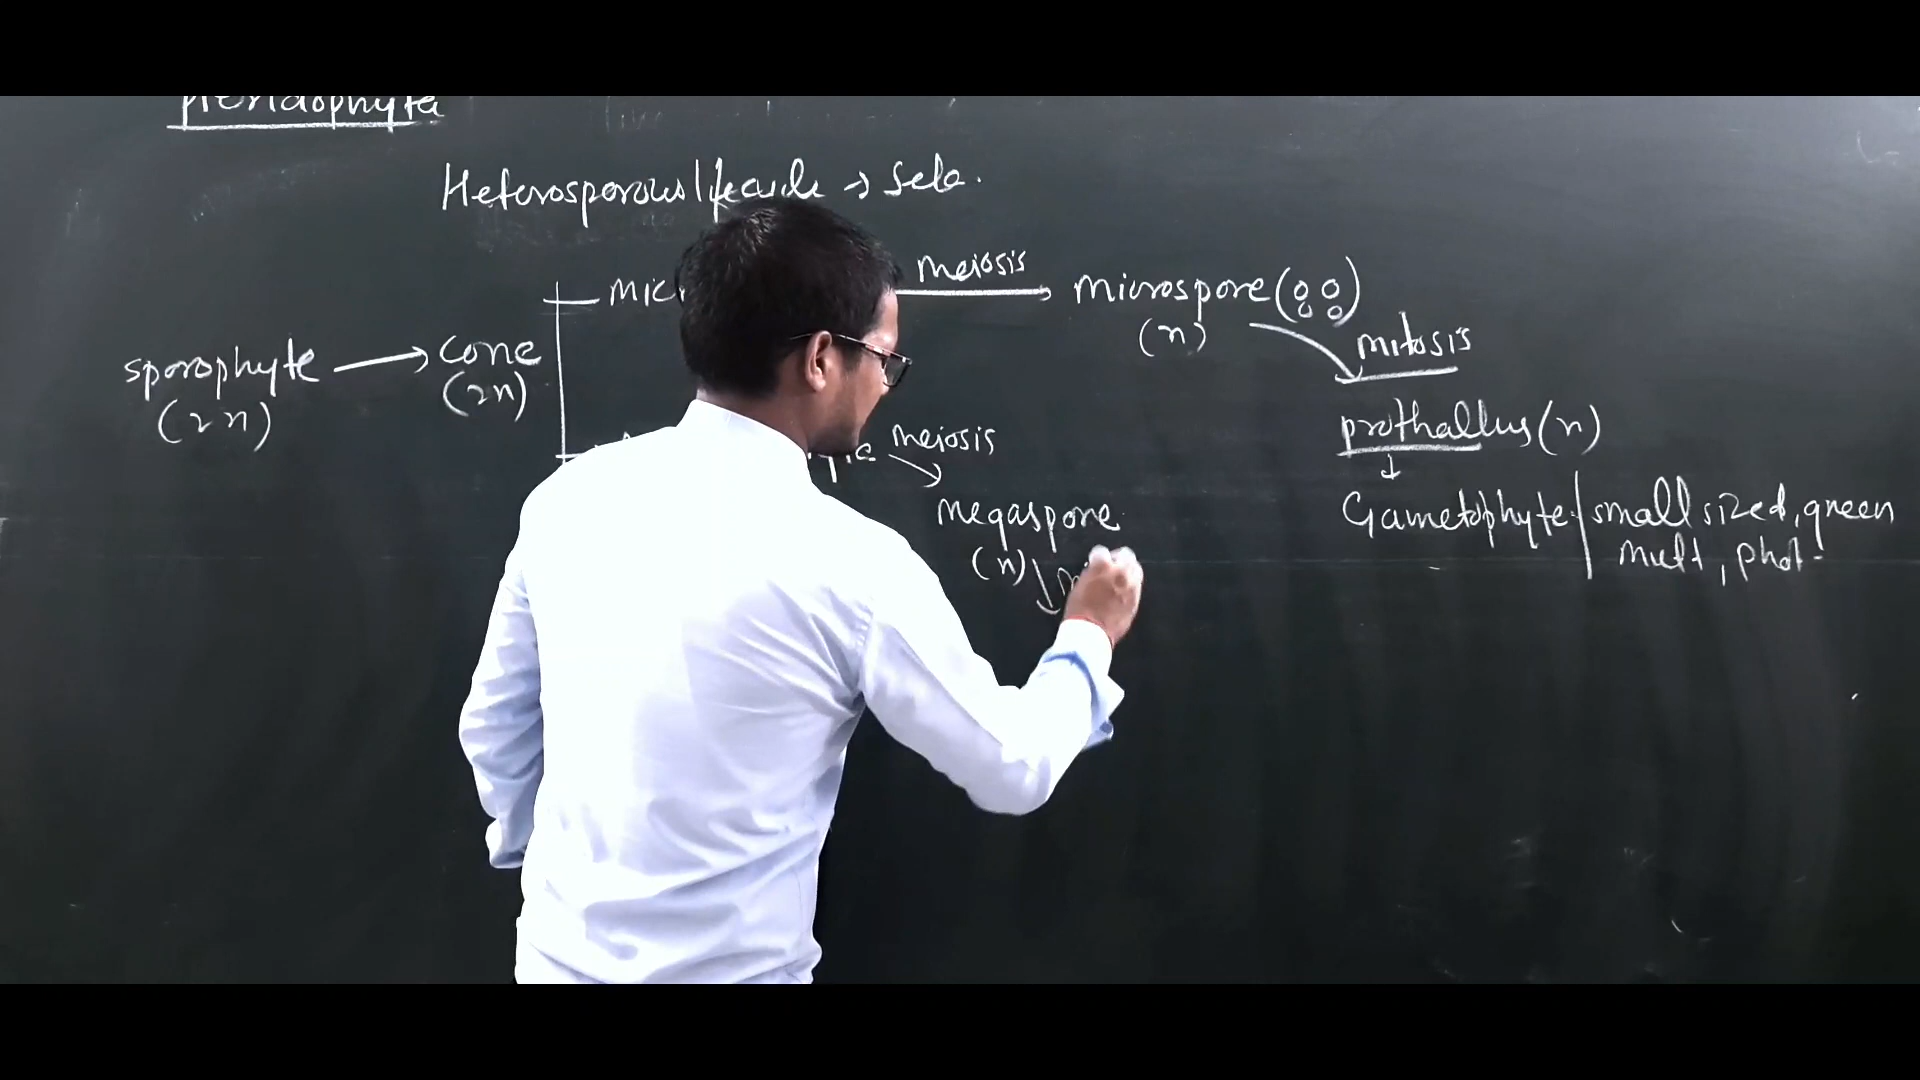 pteridophyta
Heterosporous lifecycle → Sela.
meiosis
microspore
(n)
mitosis
sporophyte → cone
(2n) (2n)
prothallus (n)
meiosis
megaspore
(n)
Gametophyte / small sized, green
mult, phot-